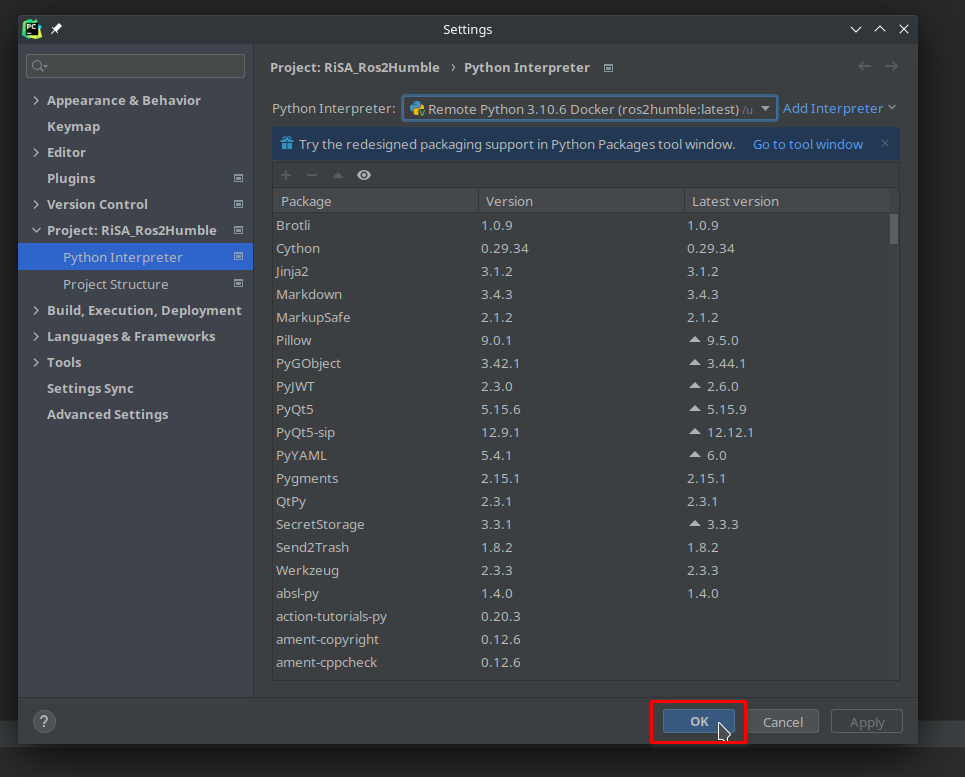 PC
Settings
Project: RiSA_Ros2Humble › Python Interpreter
Appearance & Behavior
Keymap
Editor
Plugins
Version Control
Project: RiSA_Ros2Humble
Python Interpreter
Project Structure
Build, Execution, Deployment
Languages & Frameworks
Tools
Settings Sync
Advanced Settings
Python Interpreter: Remote Python 3.10.6 Docker (ros2humble:latest) /u Add Interpreter
Try the redesigned packaging support in Python Packages tool window. Go to tool window
Package Version Latest version
Brotli 1.0.9 1.0.9
Cython 0.29.34 0.29.34
Jinja2 3.1.2 3.1.2
Markdown 3.4.3 3.4.3
MarkupSafe 2.1.2 2.1.2
Pillow 9.0.1 9.5.0
PyGObject 3.42.1 3.44.1
PyJWT 2.3.0 2.6.0
PyQt5 5.15.6 5.15.9
PyQt5-sip 12.9.1 12.12.1
PyYAML 5.4.1 6.0
Pygments 2.15.1 2.15.1
QtPy 2.3.1 2.3.1
SecretStorage 3.3.1 3.3.3
Send2Trash 1.8.2 1.8.2
Werkzeug 2.3.3 2.3.3
absl-py 1.4.0 1.4.0
action-tutorials-py 0.20.3
ament-copyright 0.12.6
ament-cppcheck 0.12.6
? OK Cancel Apply